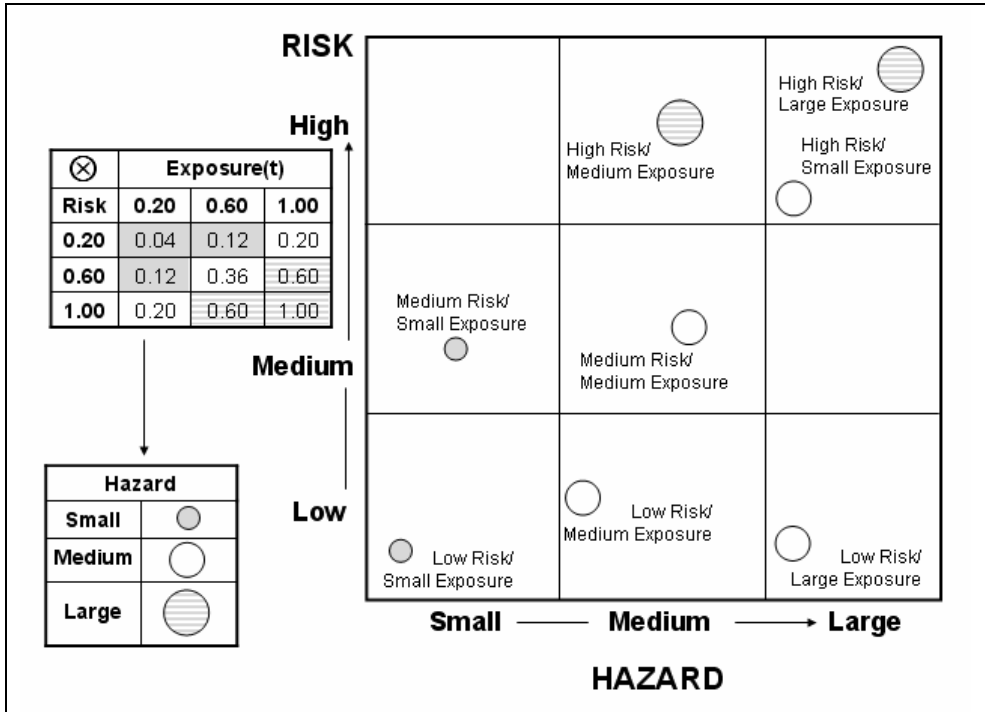 RISK
High
Medium
Low
⊗ Exposure(t)
Risk 0.20 0.60 1.00
0.20 0.04 0.12 0.20
0.60 0.12 0.36 0.60
1.00 0.20 0.60 1.00
Hazard
Small
Medium
Large
High Risk/
Medium Exposure
High Risk/
Large Exposure
High Risk/
Small Exposure
Medium Risk/
Small Exposure
Medium Risk/
Medium Exposure
Low Risk/
Small Exposure
Low Risk/
Medium Exposure
Low Risk/
Large Exposure
Small Medium Large
HAZARD